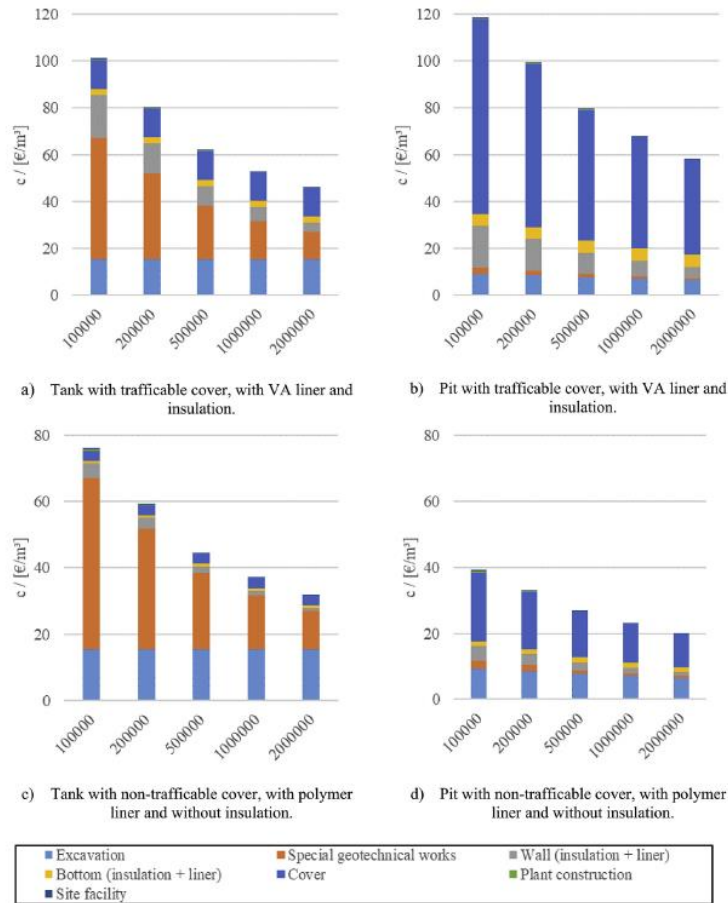 120
100
80
60
40
20
0
c / [€/m³]
100000
200000
500000
1000000
2000000
a) Tank with trafficable cover, with VA liner and
insulation.
120
100
80
60
40
20
0
c / [€/m³]
100000
200000
500000
1000000
2000000
b) Pit with trafficable cover, with VA liner and
insulation.
80
60
40
20
0
c / [€/m³]
100000
200000
500000
1000000
2000000
c) Tank with non-trafficable cover, with polymer
liner and without insulation.
80
60
40
20
0
c / [€/m³]
100000
200000
500000
1000000
2000000
d) Pit with non-trafficable cover, with polymer
liner and without insulation.
Excavation Special geotechnical works Wall (insulation + liner)
Bottom (insulation + liner) Cover Plant construction
Site facility